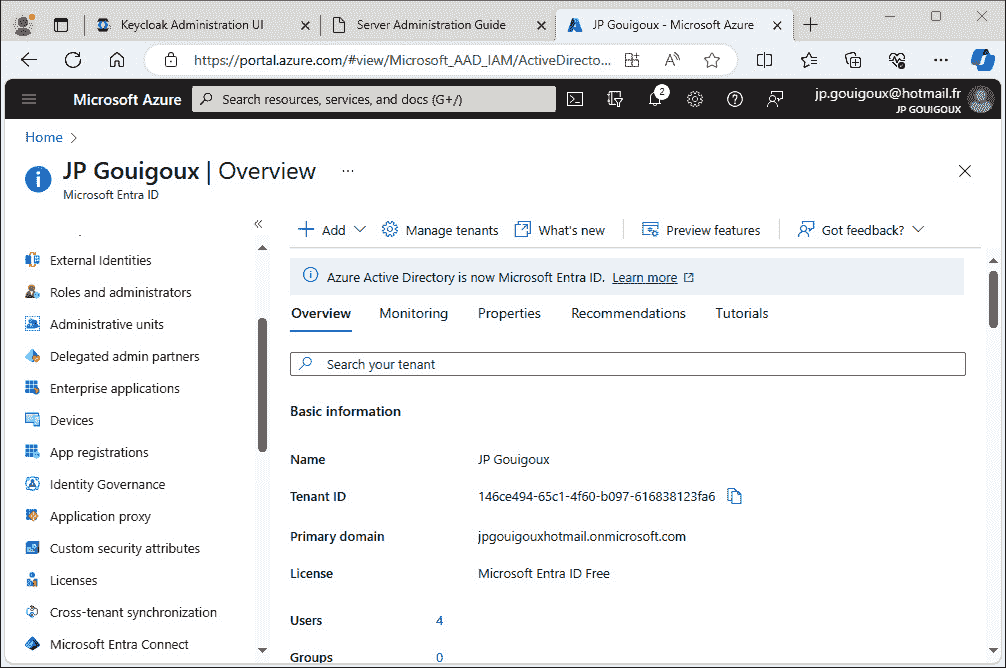 Keycloak Administration UI
Server Administration Guide
JP Gouigoux - Microsoft Azure
https://portal.azure.com/#view/Microsoft_AAD_IAM/ActiveDirecto...
Microsoft Azure
Search resources, services, and docs (G+/)
2
jp.gouigoux@hotmail.fr
JP GOUIGOUX
Home
JP Gouigoux | Overview
...
Microsoft Entra ID
External Identities
Roles and administrators
Administrative units
Delegated admin partners
Enterprise applications
Devices
App registrations
Identity Governance
Application proxy
Custom security attributes
Licenses
Cross-tenant synchronization
Microsoft Entra Connect
Add
Manage tenants
What's new
Preview features
Got feedback?
Azure Active Directory is now Microsoft Entra ID. Learn more
Overview Monitoring Properties Recommendations Tutorials
Search your tenant
Basic information
Name JP Gouigoux
Tenant ID 146ce494-65c1-4f60-b097-616838123fa6
Primary domain jpgouigouxhotmail.onmicrosoft.com
License Microsoft Entra ID Free
Users 4
Groups 0